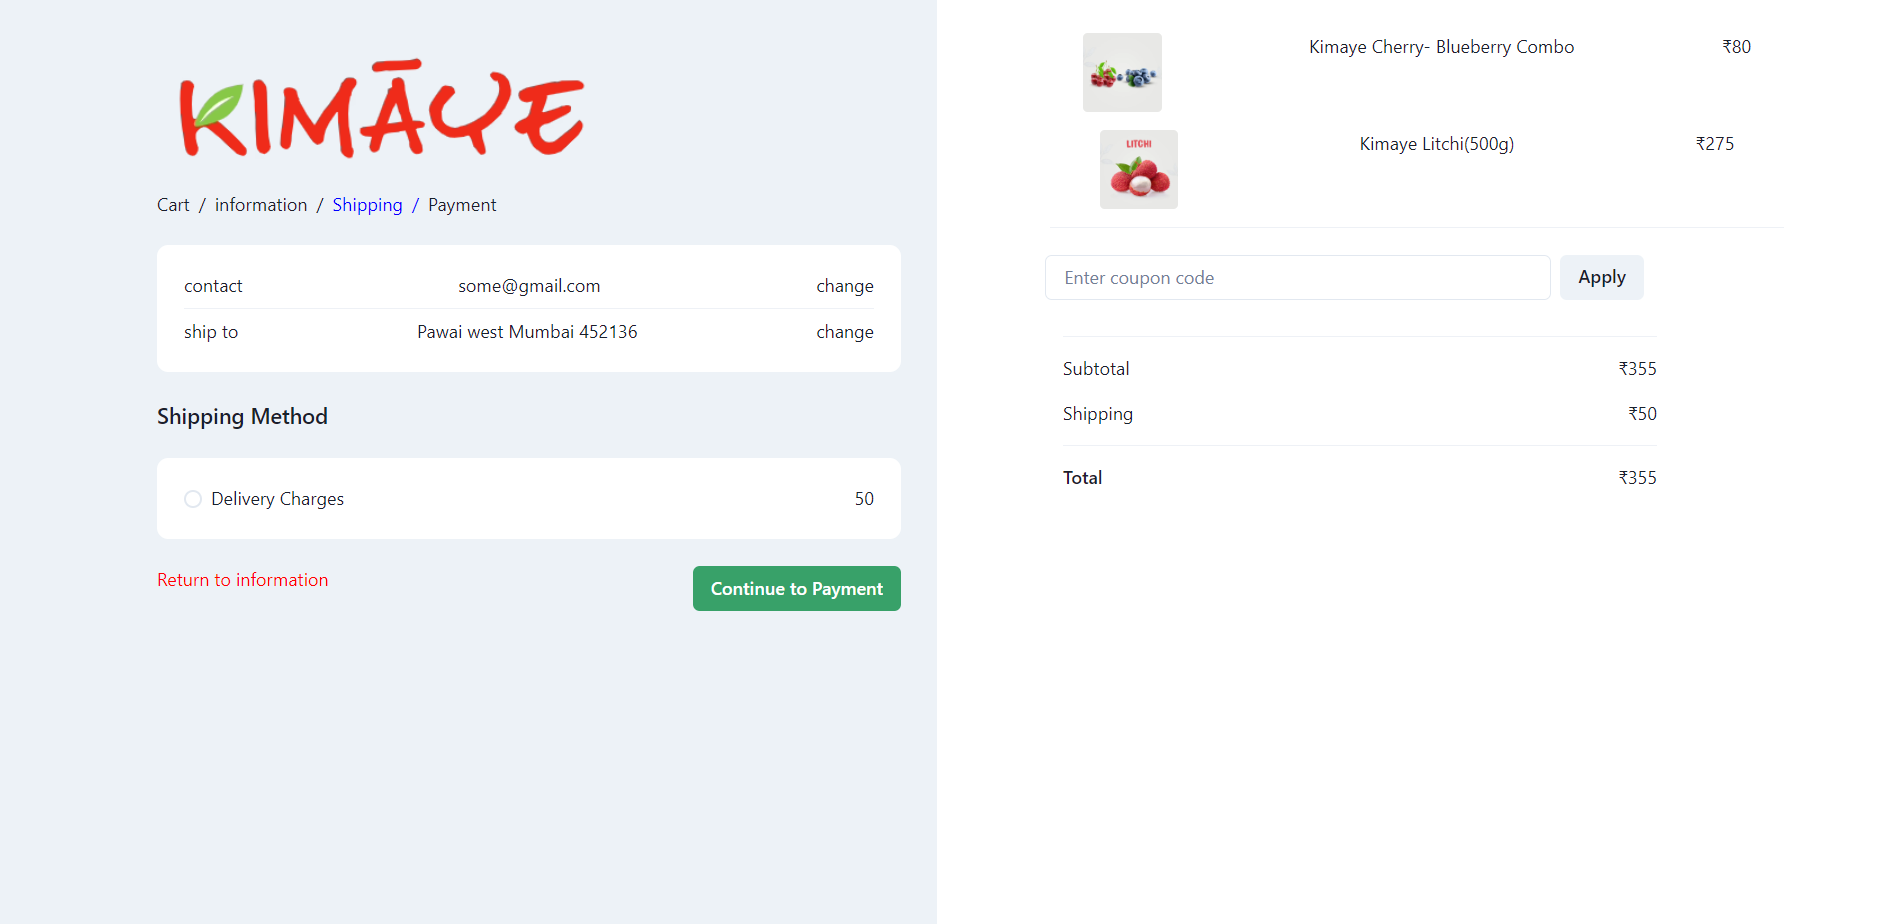 KIMĀYE
Cart / information / Shipping / Payment
contact some@gmail.com change
ship to Pawai west Mumbai 452136 change
Shipping Method
Delivery Charges 50
Return to information
Continue to Payment
Kimaye Cherry- Blueberry Combo ₹80
LITCHI
Kimaye Litchi(500g) ₹275
Enter coupon code
Apply
Subtotal ₹355
Shipping ₹50
Total ₹355